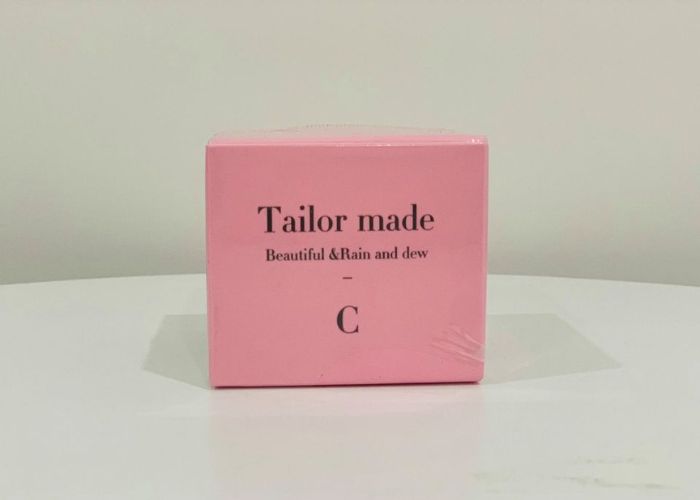 Tailor made
Beautiful &Rain and dew
–
C